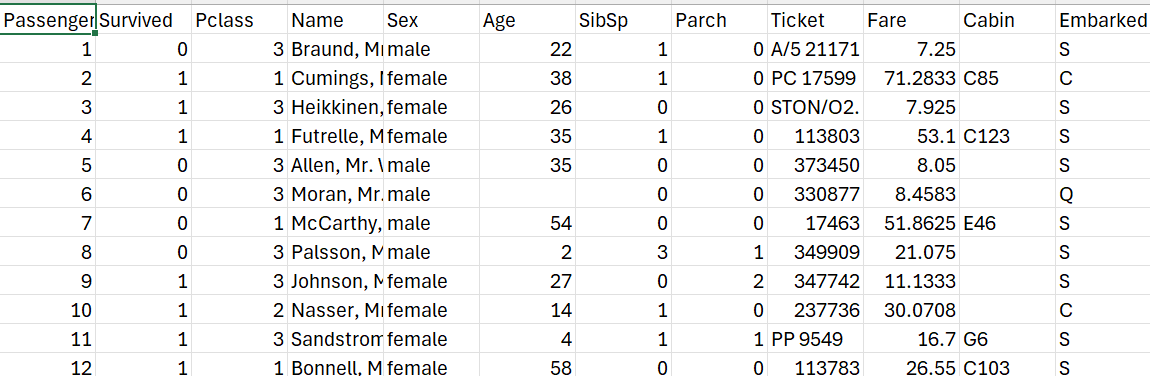 Passenger Survived Pclass Name Sex Age SibSp Parch Ticket Fare Cabin Embarked
1 0 3 Braund, Mr male 22 1 0 A/5 21171 7.25 S
2 1 1 Cumings, female 38 1 0 PC 17599 71.2833 C85 C
3 1 3 Heikkinen, female 26 0 0 STON/O2. 7.925 S
4 1 1 Futrelle, M female 35 1 0 113803 53.1 C123 S
5 0 3 Allen, Mr. male 35 0 0 373450 8.05 S
6 0 3 Moran, Mr. male 0 0 330877 8.4583 Q
7 0 1 McCarthy, male 54 0 0 17463 51.8625 E46 S
8 0 3 Palsson, M male 2 3 1 349909 21.075 S
9 1 3 Johnson, M female 27 0 2 347742 11.1333 S
10 1 2 Nasser, Mr female 14 1 0 237736 30.0708 C
11 1 3 Sandstrom female 4 1 1 PP 9549 16.7 G6 S
12 1 1 Bonnell, M female 58 0 0 113783 26.55 C103 S